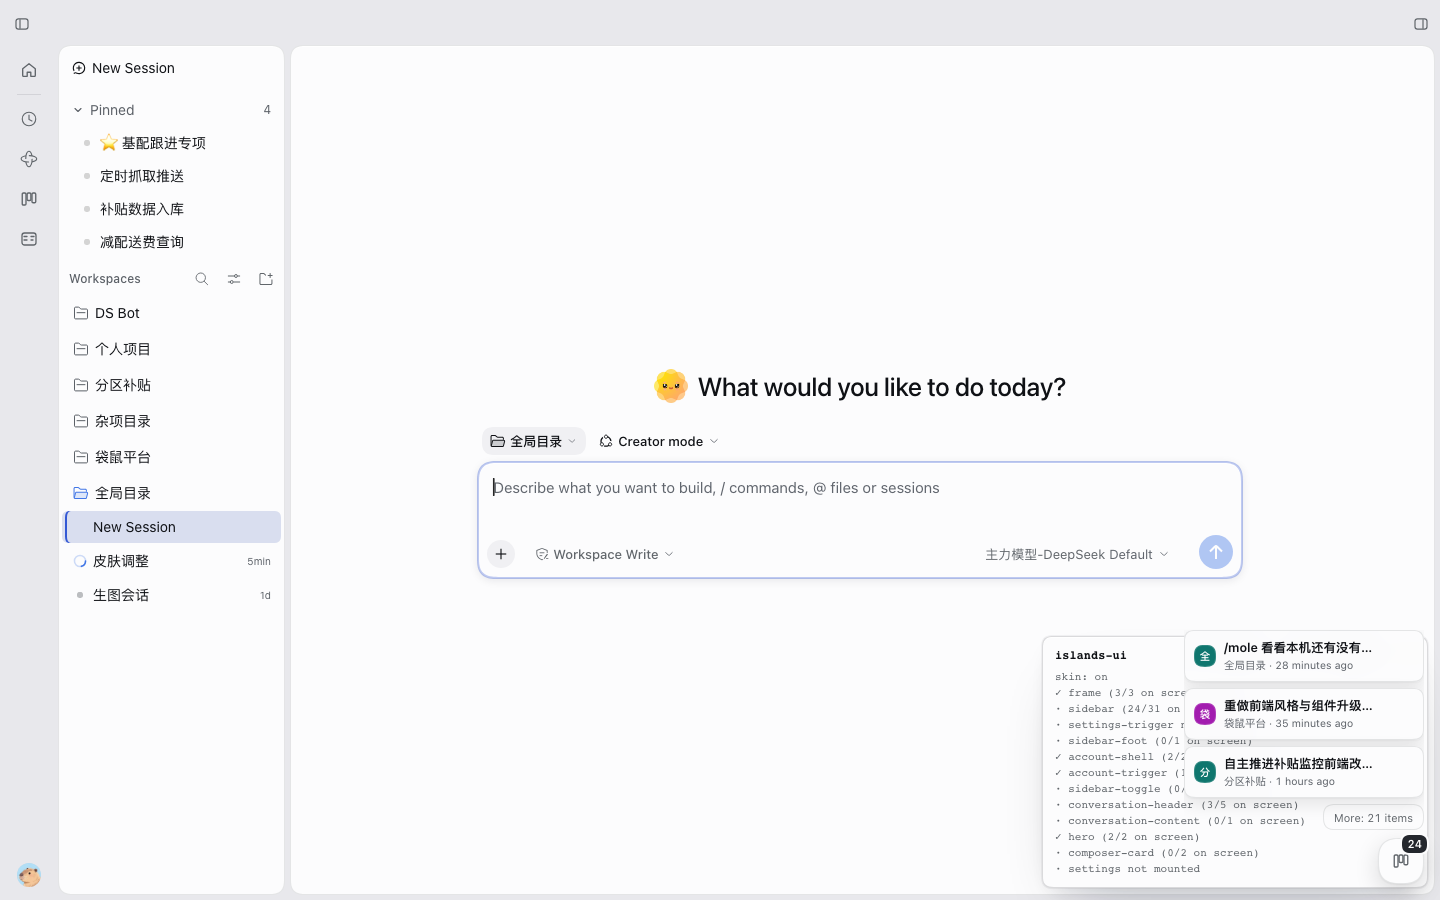 New Session
Pinned 4
基配跟进专项
定时抓取推送
补贴数据入库
减配送费查询
Workspaces
DS Bot
个人项目
分区补贴
杂项目录
袋鼠平台
全局目录
New Session
皮肤调整 5min
生图会话 1d
What would you like to do today?
全局目录 Creator mode
Describe what you want to build, / commands, @ files or sessions
Workspace Write 主力模型-DeepSeek Default
islands-ui
skin: on
✓ frame (3/3 on scre
· sidebar (24/31 on
· settings-trigger
· sidebar-foot (0/1 on screen)
✓ account-shell (2/2
✓ account-trigger (
· sidebar-toggle (0/
· conversation-header (3/5 on screen)
· conversation-content (0/1 on screen)
✓ hero (2/2 on screen)
· composer-card (0/2 on screen)
· settings not mounted
全 /mole 看看本机还有没有...
全局目录 · 28 minutes ago
袋 重做前端风格与组件升级...
袋鼠平台 · 35 minutes ago
分 自主推进补贴监控前端改...
分区补贴 · 1 hours ago
More: 21 items
24